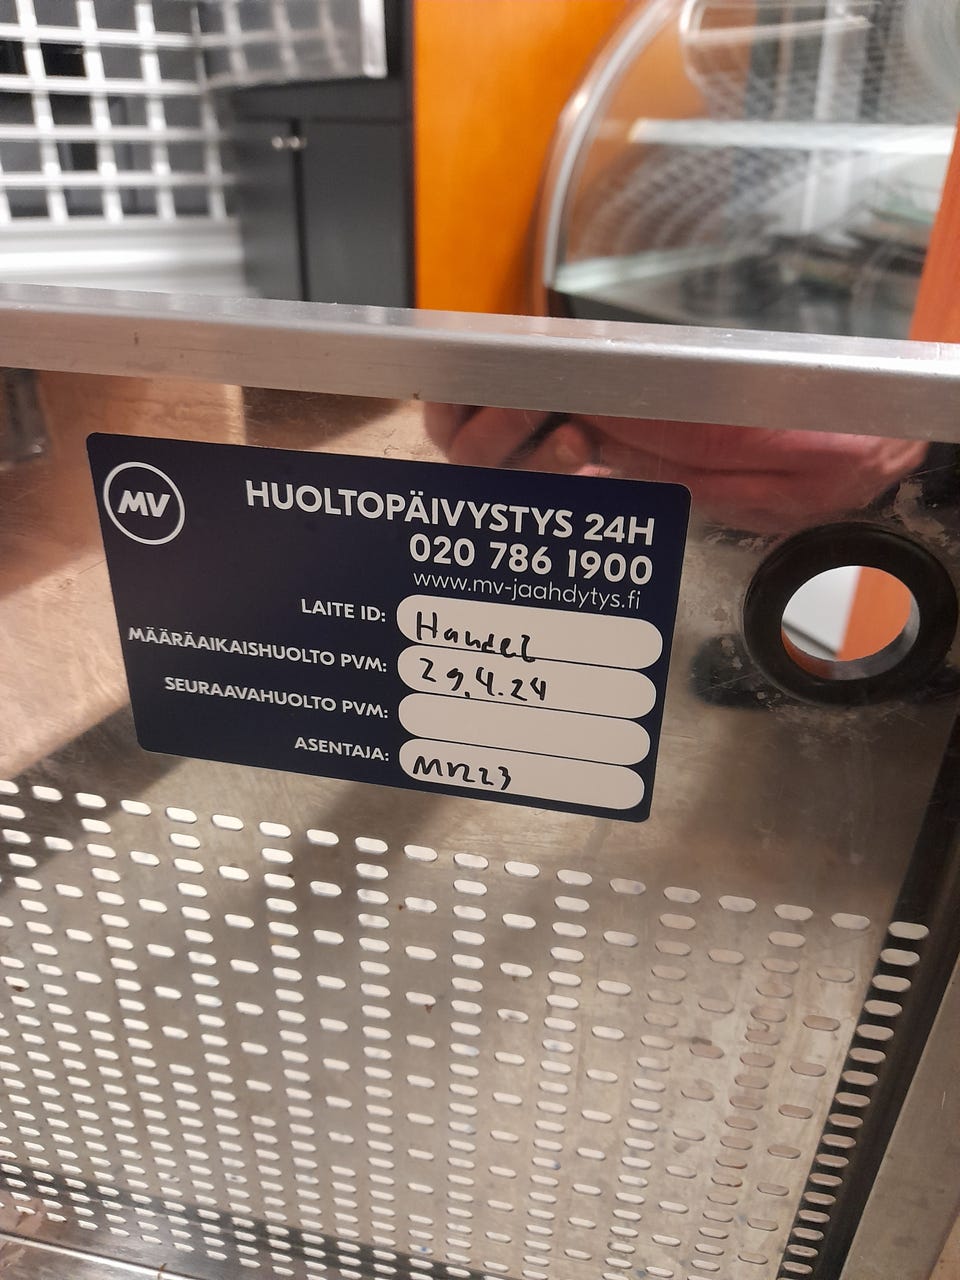 MV
HUOLTOPÄIVYSTYS 24H
020 786 1900
www.mv-jaahdytys.fi
LAITE ID: Handel
MÄÄRÄAIKAISHUOLTO PVM: 29.4.24
SEURAAVAHUOLTO PVM:
ASENTAJA: